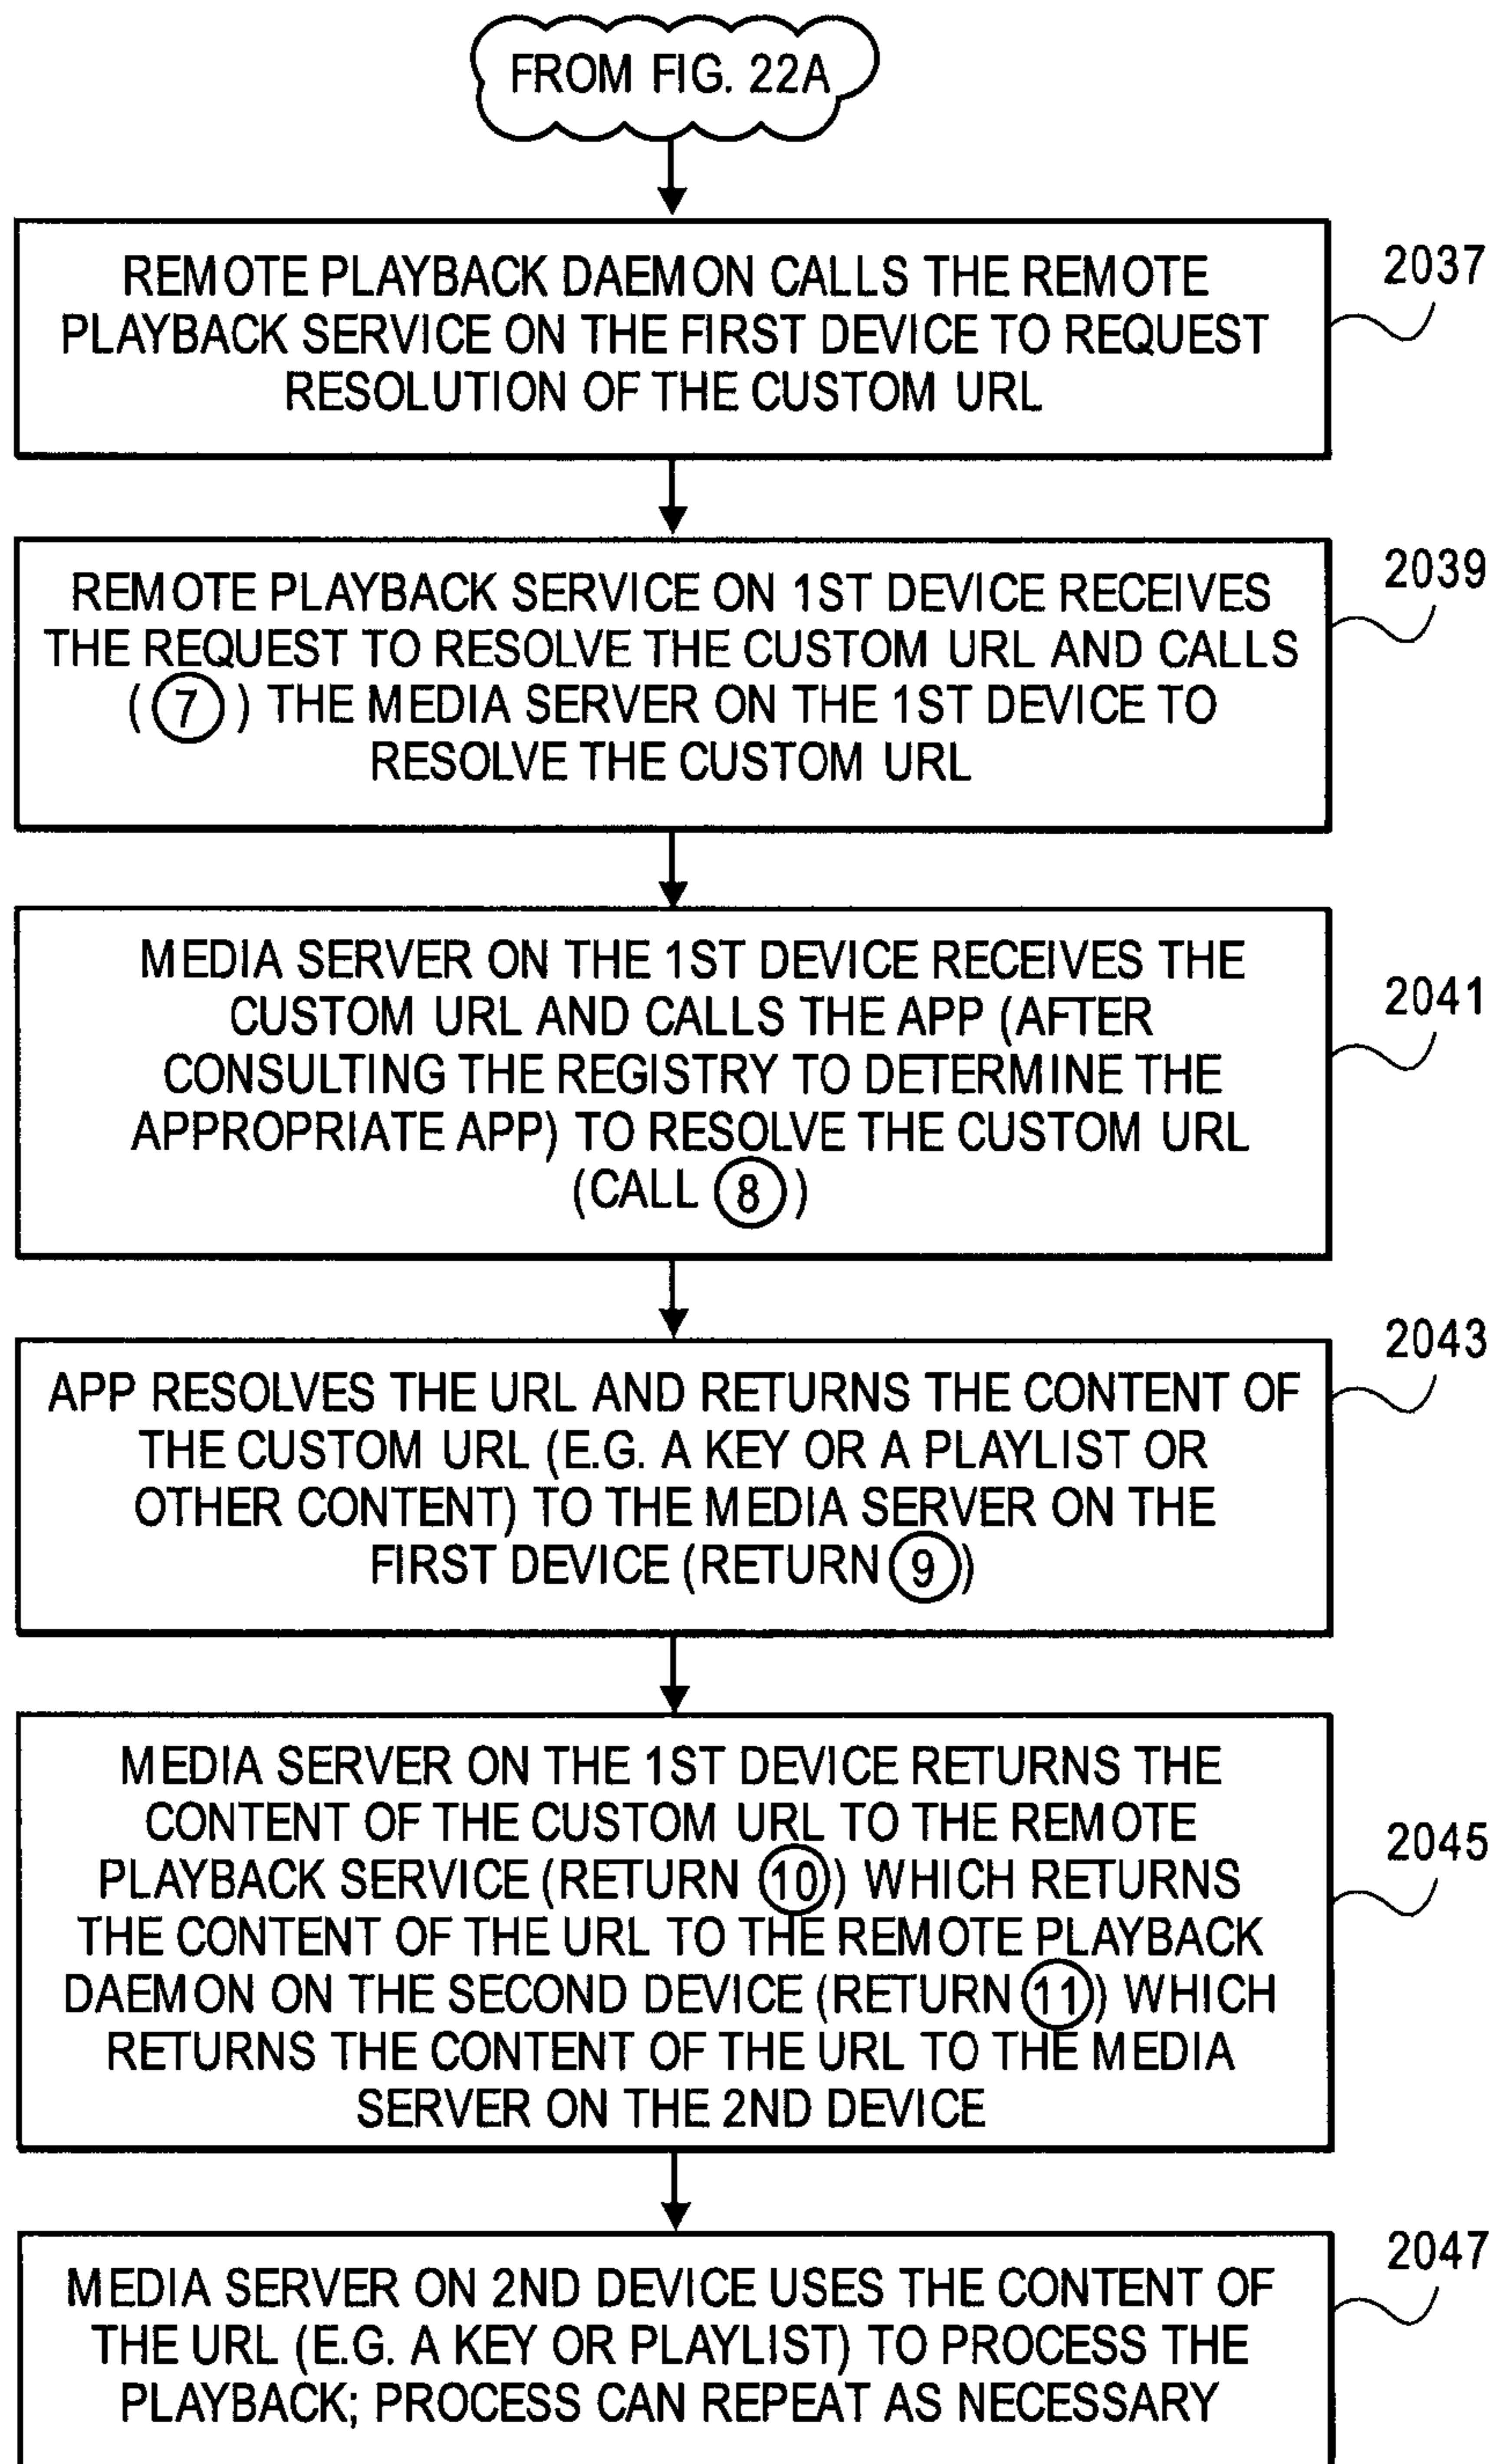 FROM FIG. 22A
REMOTE PLAYBACK DAEMON CALLS THE REMOTE
PLAYBACK SERVICE ON THE FIRST DEVICE TO REQUEST
RESOLUTION OF THE CUSTOM URL
2037
REMOTE PLAYBACK SERVICE ON 1ST DEVICE RECEIVES
THE REQUEST TO RESOLVE THE CUSTOM URL AND CALLS
(7) THE MEDIA SERVER ON THE 1ST DEVICE TO
RESOLVE THE CUSTOM URL
2039
MEDIA SERVER ON THE 1ST DEVICE RECEIVES THE
CUSTOM URL AND CALLS THE APP (AFTER
CONSULTING THE REGISTRY TO DETERMINE THE
APPROPRIATE APP) TO RESOLVE THE CUSTOM URL
(CALL 8)
2041
APP RESOLVES THE URL AND RETURNS THE CONTENT OF
THE CUSTOM URL (E.G. A KEY OR A PLAYLIST OR
OTHER CONTENT) TO THE MEDIA SERVER ON THE
FIRST DEVICE (RETURN 9)
2043
MEDIA SERVER ON THE 1ST DEVICE RETURNS THE
CONTENT OF THE CUSTOM URL TO THE REMOTE
PLAYBACK SERVICE (RETURN 10) WHICH RETURNS
THE CONTENT OF THE URL TO THE REMOTE PLAYBACK
DAEMON ON THE SECOND DEVICE (RETURN 11) WHICH
RETURNS THE CONTENT OF THE URL TO THE MEDIA
SERVER ON THE 2ND DEVICE
2045
MEDIA SERVER ON 2ND DEVICE USES THE CONTENT OF
THE URL (E.G. A KEY OR PLAYLIST) TO PROCESS THE
PLAYBACK; PROCESS CAN REPEAT AS NECESSARY
2047